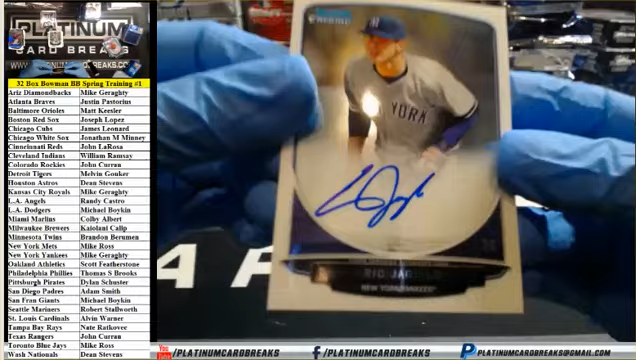 PLATINUM
CARD BREAKS
32 Box Bowman BB Spring Training #1
Ariz Diamondbacks Mike Geraghty
Atlanta Braves Justin Pastorius
Baltimore Orioles Matt Keesler
Boston Red Sox Joseph Lopez
Chicago Cubs James Leonard
Chicago White Sox Jonathan M Minney
Cinncinnati Reds John LaRosa
Cleveland Indians William Ramsay
Colorado Rockies John Curran
Detroit Tigers Melvin Gouker
Houston Astros Dean Stevens
Kansas City Royals Mike Geraghty
L.A. Angels Randy Castro
L.A. Dodgers Michael Boykin
Miami Marlins Colby Albert
Milwaukee Brewers Kaiolani Calip
Minnesota Twins Brandon Berumen
New York Mets Mike Ross
New York Yankees Mike Geraghty
Oakland Athletics Scott Featherstone
Philadelphia Phillies Thomas S Brooks
Pittsburgh Pirates Dylan Schuster
San Diego Padres Adam Smith
San Fran Giants Michael Boykin
Seattle Mariners Robert Stallworth
St. Louis Cardinals Alvin Warner
Tampa Bay Rays Nate Ratkovec
Texas Rangers John Curran
Toronto Blue Jays Mike Ross
Wash Nationals Dean Stevens
YORK
NEW YORK YANKEES
You Tube /PLATINUMCARDBREAKS
f /PLATINUMCARDBREAKS
P PLATINUMCARDBREAKS@GMAIL.COM